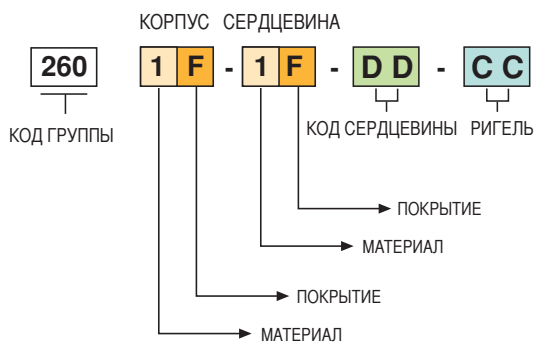 КОРПУС СЕРДЦЕВИНА
260 1 F - 1 F - D D - C C
КОД ГРУППЫ КОД СЕРДЦЕВИНЫ РИГЕЛЬ
ПОКРЫТИЕ
МАТЕРИАЛ
ПОКРЫТИЕ
МАТЕРИАЛ